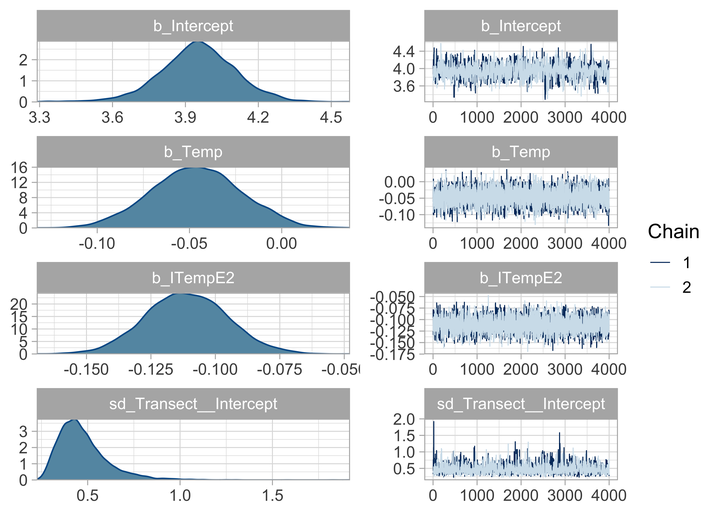 b_Intercept
2
1
0
3.3 3.6 3.9 4.2 4.5
b_Intercept
4.4
4.0
3.6
0 1000 2000 3000 4000
b_Temp
16
12
8
4
0
-0.10 -0.05 0.00
b_Temp
0.00
-0.05
-0.10
0 1000 2000 3000 4000
b_ITempE2
20
15
10
5
0
-0.150 -0.125 -0.100 -0.075 -0.05
b_ITempE2
-0.050
-0.075
-0.100
-0.125
-0.150
-0.175
0 1000 2000 3000 4000
sd_Transect__Intercept
3
2
1
0
0.5 1.0 1.5
sd_Transect__Intercept
2.0
1.5
1.0
0.5
0 1000 2000 3000 4000
Chain
1
2